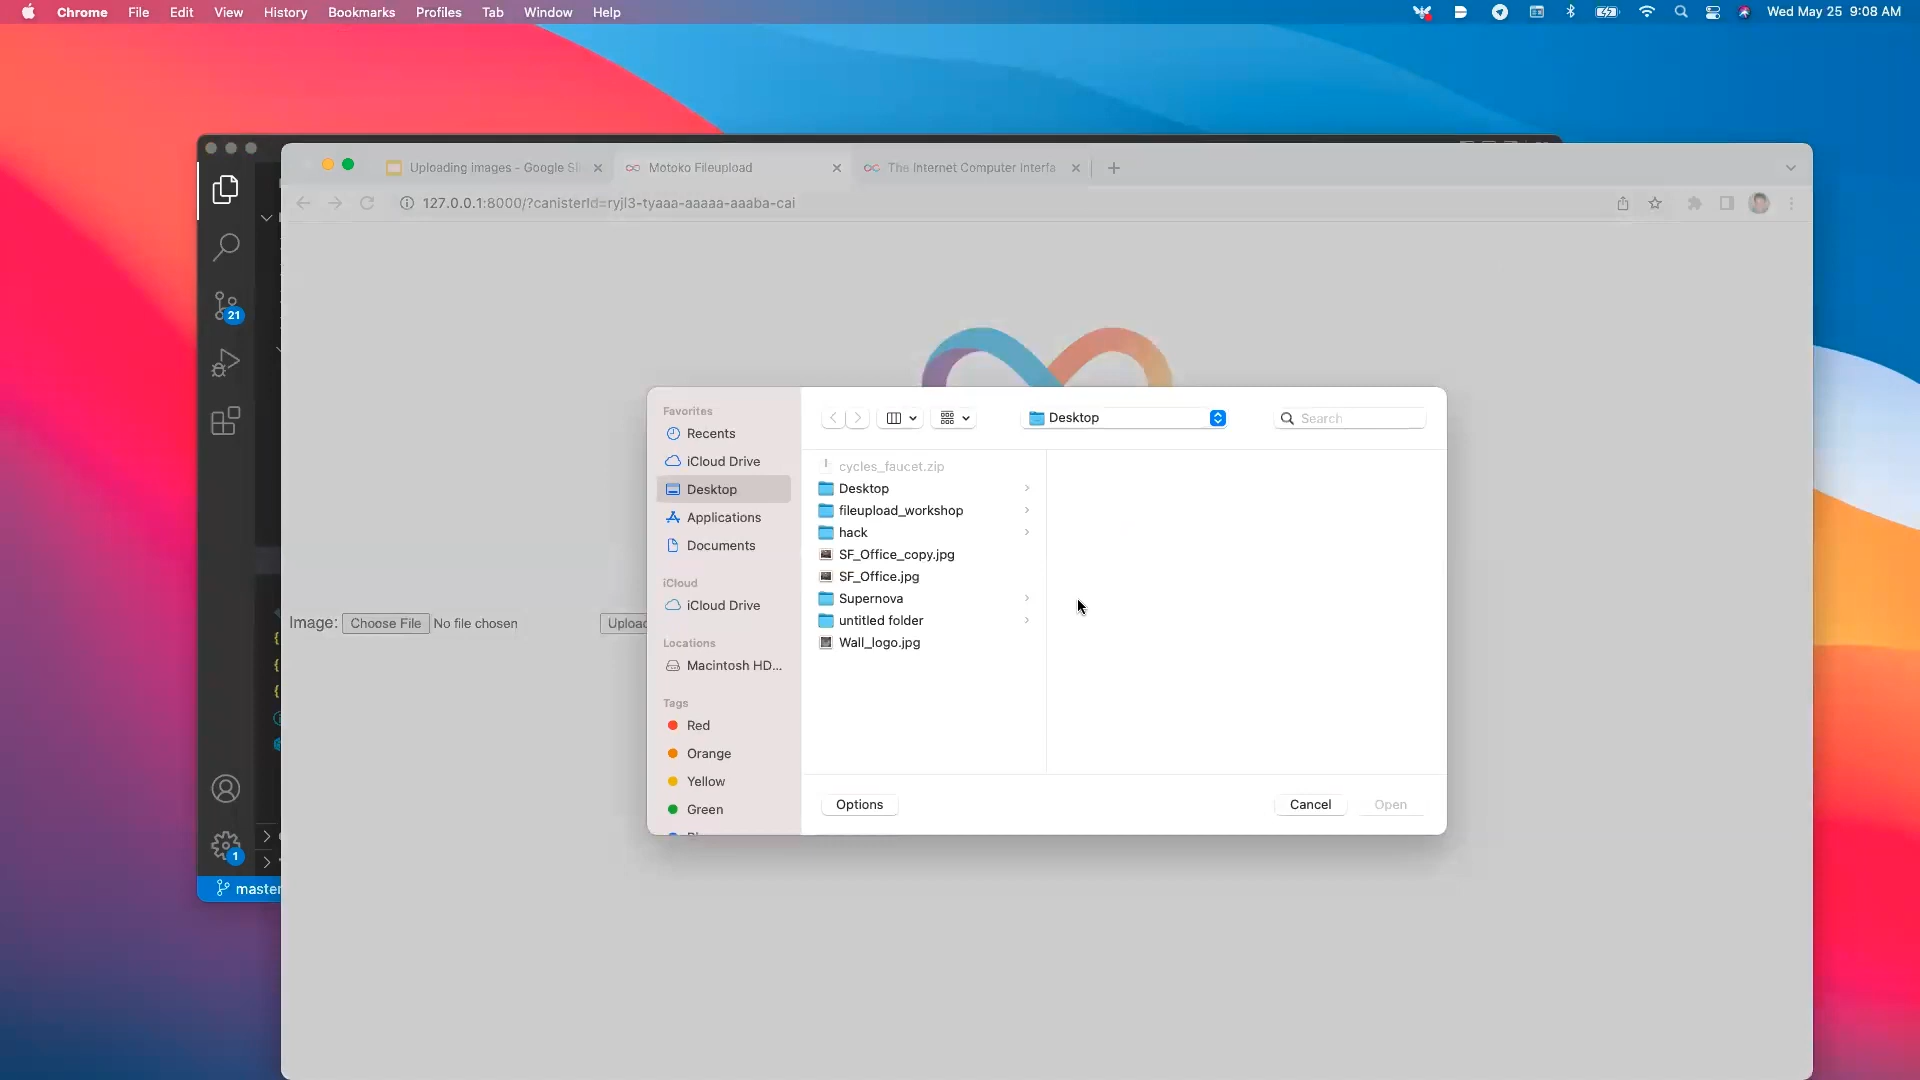 Chrome File Edit View History Bookmarks Profiles Tab Window Help
Wed May 25 9:08 AM
Uploading images - Google Sl
Motoko Fileupload
The Internet Computer Interfa
127.0.0.1:8000/?canisterId=ryjl3-tyaaa-aaaaa-aaaba-cai
21
Favorites
Recents
iCloud Drive
Desktop
Applications
Documents
iCloud
iCloud Drive
Locations
Macintosh HD...
Tags
Red
Orange
Yellow
Green
Desktop
Search
cycles_faucet.zip
Desktop
fileupload_workshop
hack
SF_Office_copy.jpg
SF_Office.jpg
Supernova
untitled folder
Wall_logo.jpg
Options
Cancel
Open
Image: Choose File No file chosen
Upload
1
master